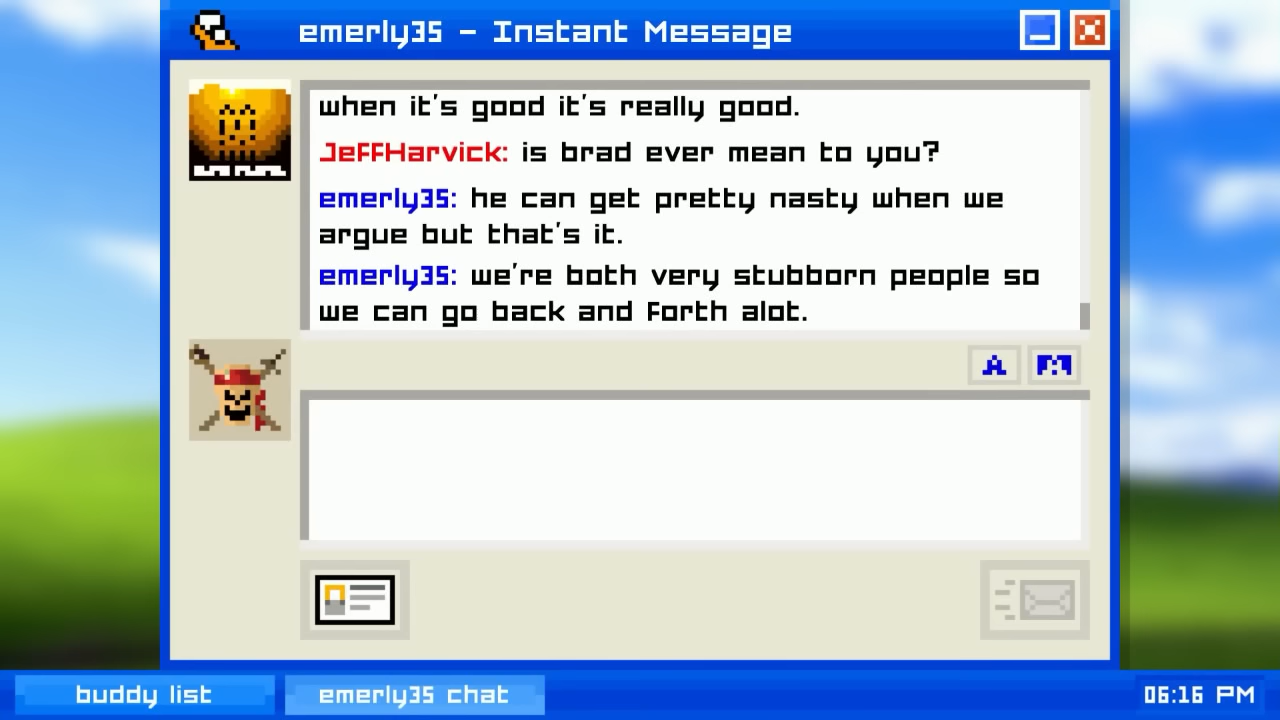 emerly35 - Instant Message
when it's good it's really good.
JeffHarvick: is brad ever mean to you?
emerly35: he can get pretty nasty when we
argue but that's it.
emerly35: we're both very stubborn people so
we can go back and forth alot.
A
buddy list
emerly35 chat
06:16 PM